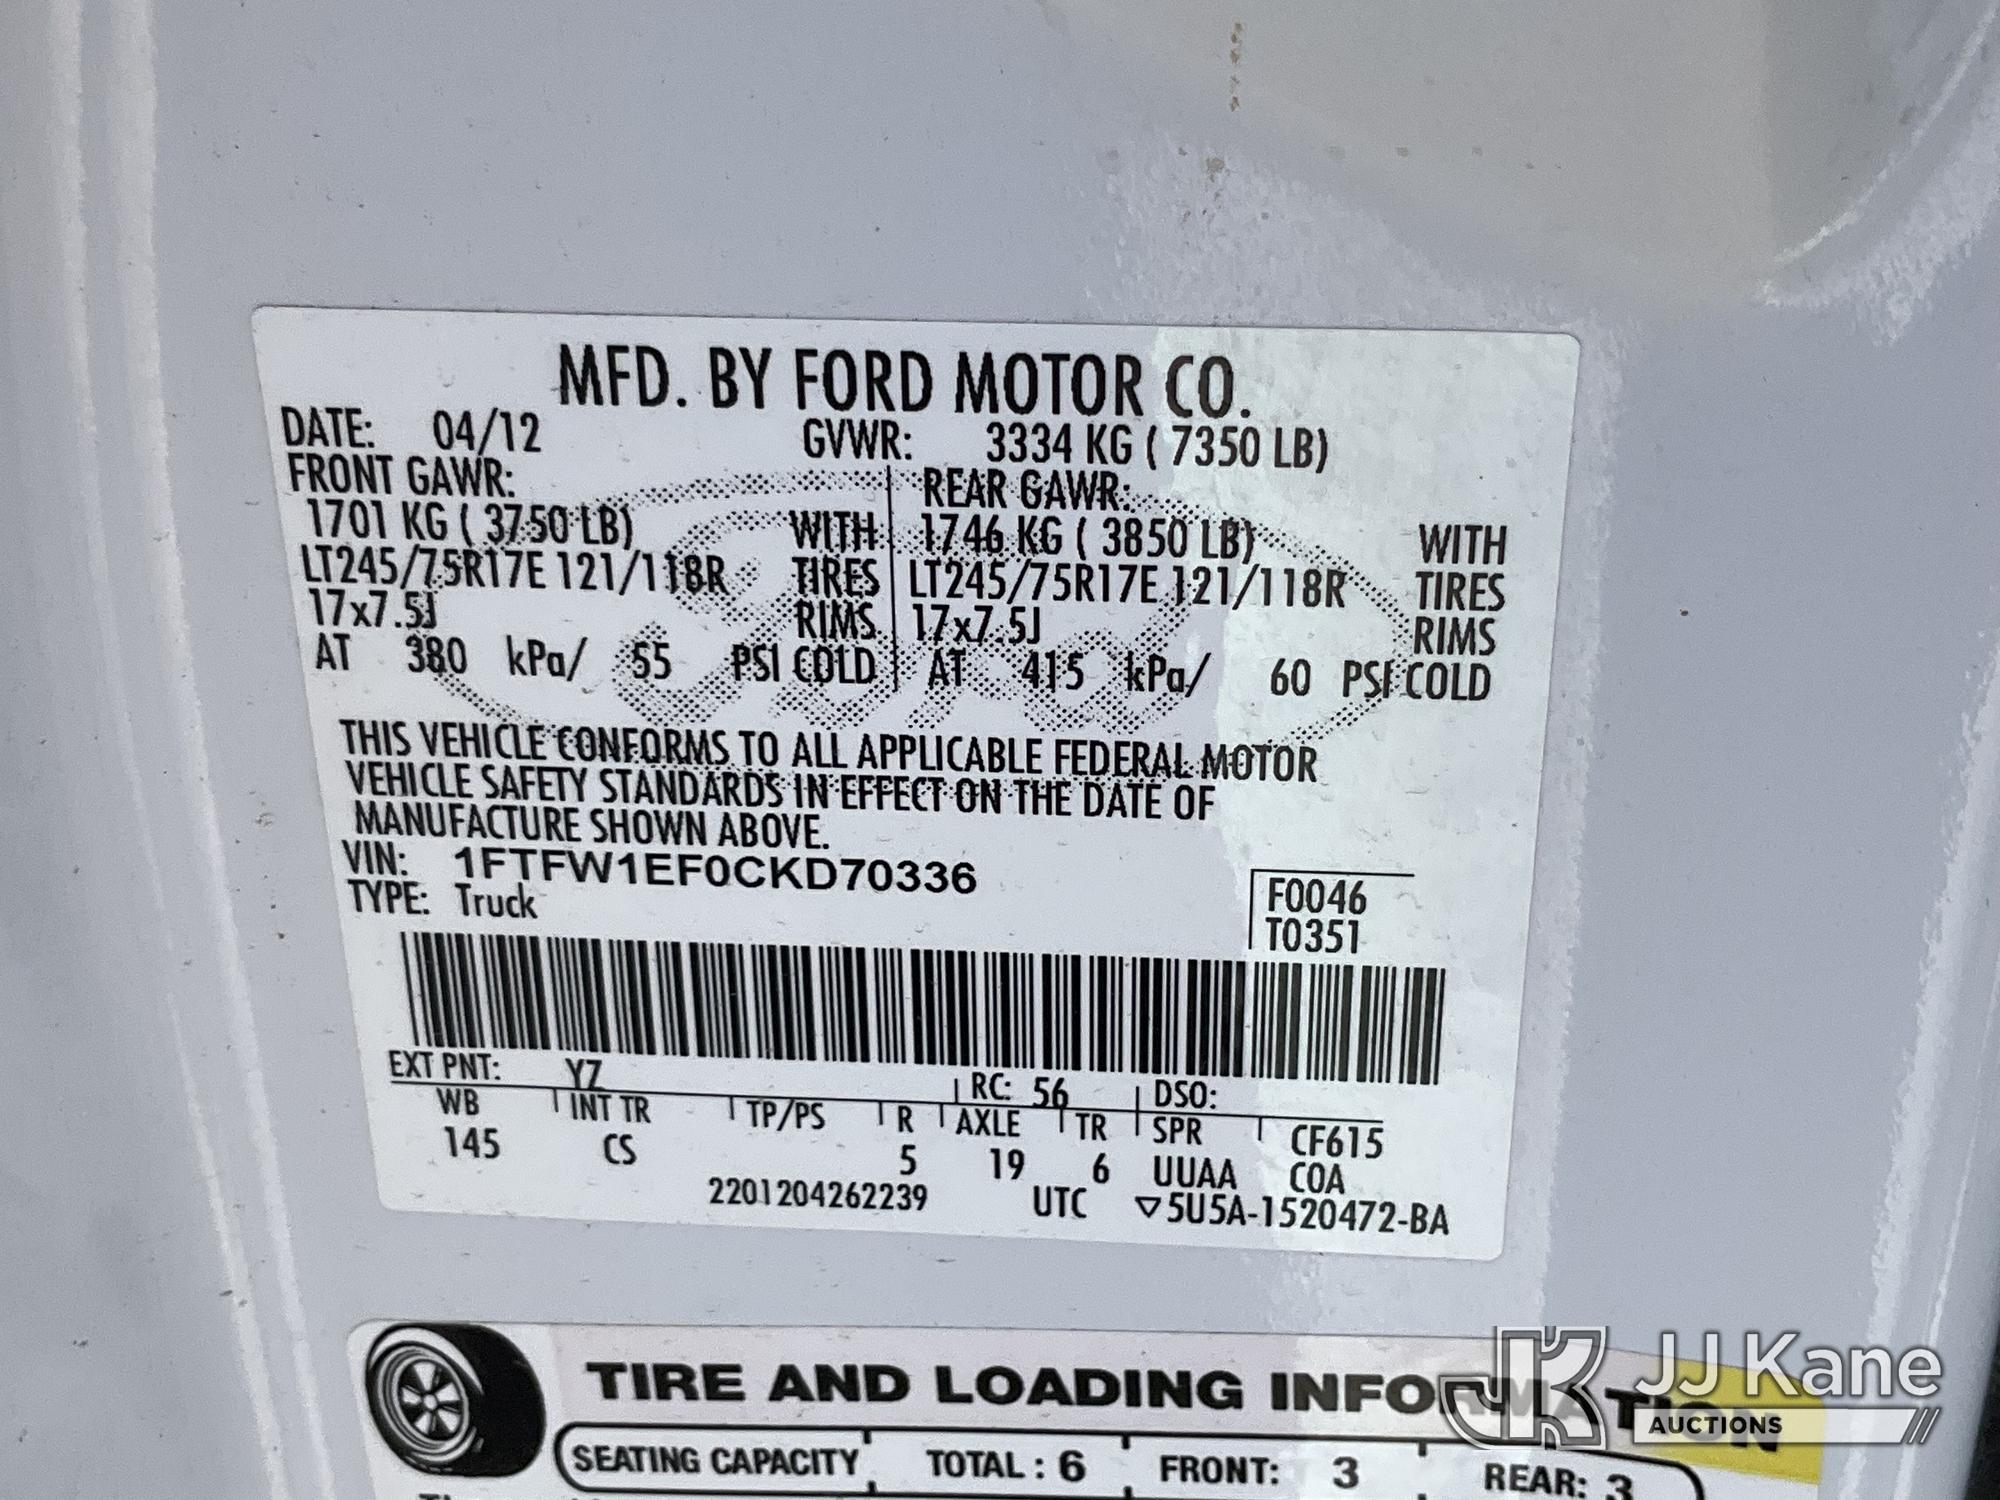 MFD. BY FORD MOTOR CO.
DATE: 04/12 GVWR: 3334 KG ( 7350 LB)
FRONT GAWR: REAR GAWR:
1701 KG ( 3750 LB) WITH 1746 KG ( 3850 LB) WITH
LT245/75R17E 121/118R TIRES LT245/75R17E 121/118R TIRES
17x7.5J RIMS 17x7.5J RIMS
AT 380 kPa/ 55 PSI COLD AT 415 kPa/ 60 PSI COLD
THIS VEHICLE CONFORMS TO ALL APPLICABLE FEDERAL MOTOR
VEHICLE SAFETY STANDARDS IN EFFECT ON THE DATE OF
MANUFACTURE SHOWN ABOVE.
VIN: 1FTFW1EF0CKD70336
TYPE: Truck
F0046
T0351
EXT PNT: YZ RC: 56 DSO:
WB INT TR TP/PS R AXLE TR SPR CF615
145 CS 5 19 6 UUAA COA
2201204262239 UTC ▽5U5A-1520472-BA
TIRE AND LOADING INFORMATION
SEATING CAPACITY TOTAL : 6 FRONT: 3 REAR: 3
JJ Kane
AUCTIONS